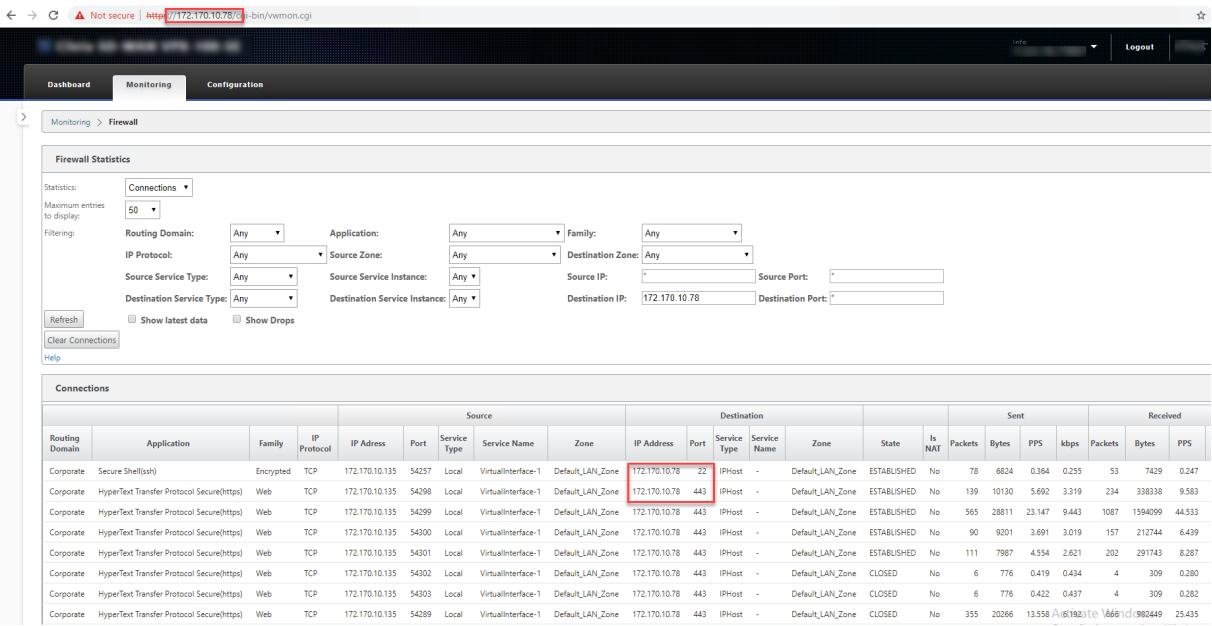 Not secure | https://172.170.10.78/cgi-bin/vwmon.cgi
Info
Logout
Dashboard Monitoring Configuration
Monitoring > Firewall
Firewall Statistics
Statistics: Connections
Maximum entries
to display: 50
Filtering: Routing Domain: Any Application: Any Family: Any
IP Protocol: Any Source Zone: Any Destination Zone: Any
Source Service Type: Any Source Service Instance: Any Source IP: * Source Port: *
Destination Service Type: Any Destination Service Instance: Any Destination IP: 172.170.10.78 Destination Port: *
Refresh Show latest data Show Drops
Clear Connections
Help
Connections
Source Destination Sent Received
Routing Domain Application Family IP Protocol IP Adress Port Service Type Service Name Zone IP Address Port Service Type Service Name Zone State Is NAT Packets Bytes PPS kbps Packets Bytes PPS
Corporate Secure Shell(ssh) Encrypted TCP 172.170.10.135 54257 Local VirtualInterface-1 Default_LAN_Zone 172.170.10.78 22 IPHost - Default_LAN_Zone ESTABLISHED No 78 6824 0.364 0.255 53 7429 0.247
Corporate HyperText Transfer Protocol Secure(https) Web TCP 172.170.10.135 54298 Local VirtualInterface-1 Default_LAN_Zone 172.170.10.78 443 IPHost - Default_LAN_Zone ESTABLISHED No 139 10130 5.692 3.319 234 338338 9.583
Corporate HyperText Transfer Protocol Secure(https) Web TCP 172.170.10.135 54299 Local VirtualInterface-1 Default_LAN_Zone 172.170.10.78 443 IPHost - Default_LAN_Zone ESTABLISHED No 565 28811 23.147 9.443 1087 1594099 44.533
Corporate HyperText Transfer Protocol Secure(https) Web TCP 172.170.10.135 54300 Local VirtualInterface-1 Default_LAN_Zone 172.170.10.78 443 IPHost - Default_LAN_Zone ESTABLISHED No 90 9201 3.691 3.019 157 212744 6.439
Corporate HyperText Transfer Protocol Secure(https) Web TCP 172.170.10.135 54301 Local VirtualInterface-1 Default_LAN_Zone 172.170.10.78 443 IPHost - Default_LAN_Zone ESTABLISHED No 111 7987 4.554 2.621 202 291743 8.287
Corporate HyperText Transfer Protocol Secure(https) Web TCP 172.170.10.135 54302 Local VirtualInterface-1 Default_LAN_Zone 172.170.10.78 443 IPHost - Default_LAN_Zone CLOSED No 6 776 0.419 0.434 4 309 0.280
Corporate HyperText Transfer Protocol Secure(https) Web TCP 172.170.10.135 54303 Local VirtualInterface-1 Default_LAN_Zone 172.170.10.78 443 IPHost - Default_LAN_Zone CLOSED No 6 776 0.422 0.437 4 309 0.282
Corporate HyperText Transfer Protocol Secure(https) Web TCP 172.170.10.135 54289 Local VirtualInterface-1 Default_LAN_Zone 172.170.10.78 443 IPHost - Default_LAN_Zone CLOSED No 355 20266 13.558 6.192 666 982449 25.435